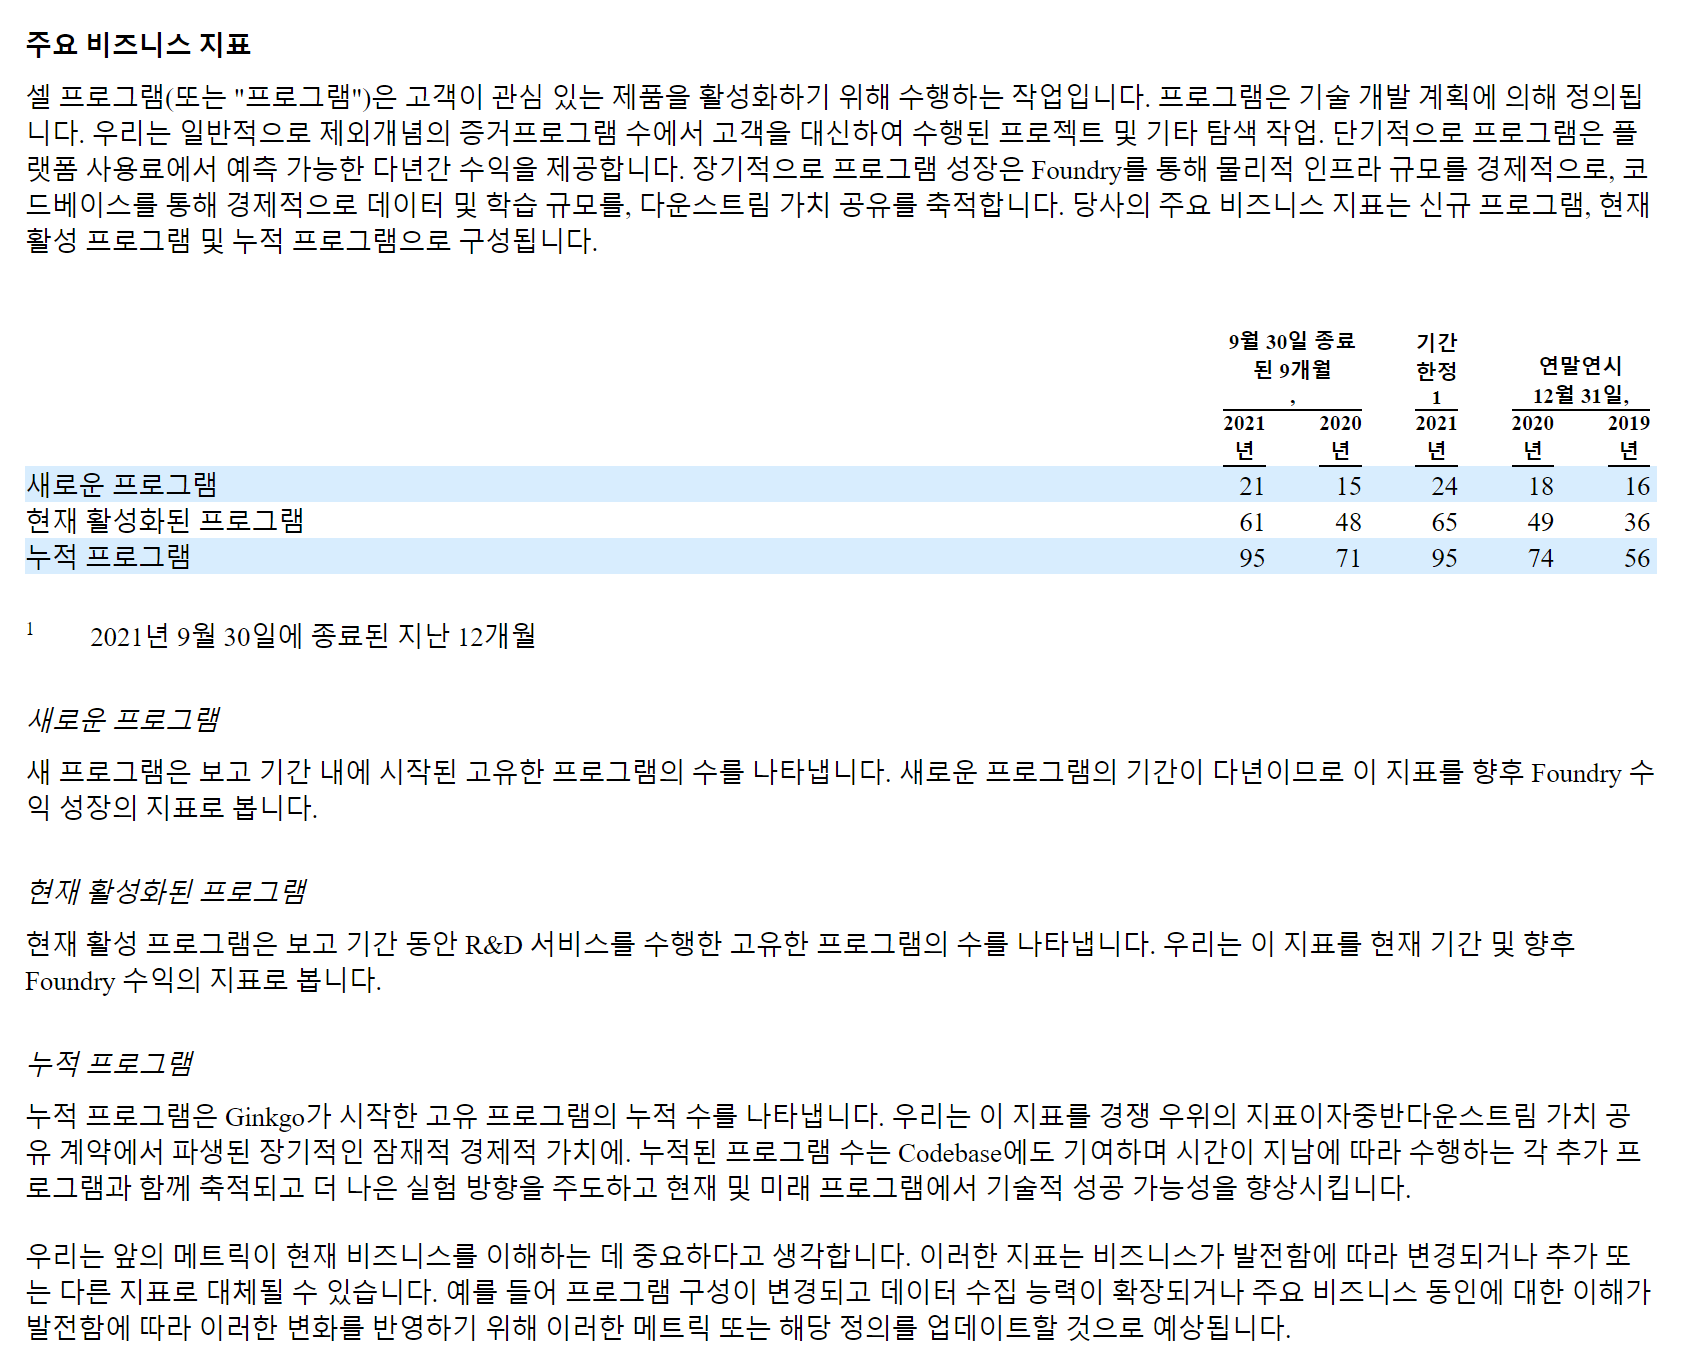 주요 비즈니스 지표
셀 프로그램(또는 "프로그램")은 고객이 관심 있는 제품을 활성화하기 위해 수행하는 작업입니다. 프로그램은 기술 개발 계획에 의해 정의됩
니다. 우리는 일반적으로 제외개념의 증거프로그램 수에서 고객을 대신하여 수행된 프로젝트 및 기타 탐색 작업. 단기적으로 프로그램은 플
랫폼 사용료에서 예측 가능한 다년간 수익을 제공합니다. 장기적으로 프로그램 성장은 Foundry를 통해 물리적 인프라 규모를 경제적으로, 코
드베이스를 통해 경제적으로 데이터 및 학습 규모를, 다운스트림 가치 공유를 축적합니다. 당사의 주요 비즈니스 지표는 신규 프로그램, 현재
활성 프로그램 및 누적 프로그램으로 구성됩니다.
9월 30일 종료 기간
된 9개월 한정 연말연시
, 1 12월 31일,
2021 2020 2021 2020 2019
년 년 년 년 년
새로운 프로그램 21 15 24 18 16
현재 활성화된 프로그램 61 48 65 49 36
누적 프로그램 95 71 95 74 56
1 2021년 9월 30일에 종료된 지난 12개월
새로운 프로그램
새 프로그램은 보고 기간 내에 시작된 고유한 프로그램의 수를 나타냅니다. 새로운 프로그램의 기간이 다년이므로 이 지표를 향후 Foundry 수
익 성장의 지표로 봅니다.
현재 활성화된 프로그램
현재 활성 프로그램은 보고 기간 동안 R&D 서비스를 수행한 고유한 프로그램의 수를 나타냅니다. 우리는 이 지표를 현재 기간 및 향후
Foundry 수익의 지표로 봅니다.
누적 프로그램
누적 프로그램은 Ginkgo가 시작한 고유 프로그램의 누적 수를 나타냅니다. 우리는 이 지표를 경쟁 우위의 지표이자중반다운스트림 가치 공
유 계약에서 파생된 장기적인 잠재적 경제적 가치에. 누적된 프로그램 수는 Codebase에도 기여하며 시간이 지남에 따라 수행하는 각 추가 프
로그램과 함께 축적되고 더 나은 실험 방향을 주도하고 현재 및 미래 프로그램에서 기술적 성공 가능성을 향상시킵니다.
우리는 앞의 메트릭이 현재 비즈니스를 이해하는 데 중요하다고 생각합니다. 이러한 지표는 비즈니스가 발전함에 따라 변경되거나 추가 또
는 다른 지표로 대체될 수 있습니다. 예를 들어 프로그램 구성이 변경되고 데이터 수집 능력이 확장되거나 주요 비즈니스 동인에 대한 이해가
발전함에 따라 이러한 변화를 반영하기 위해 이러한 메트릭 또는 해당 정의를 업데이트할 것으로 예상됩니다.